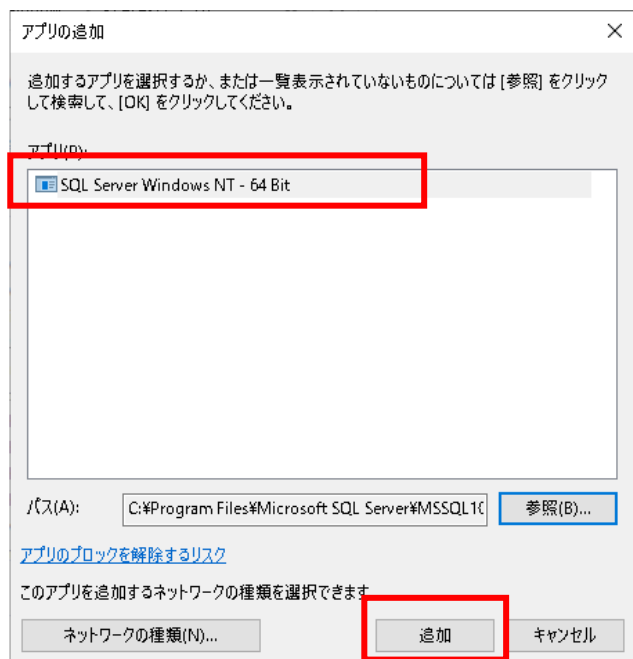 アプリの追加
追加するアプリを選択するか、または一覧表示されていないものについては [参照] をクリック
して検索して、[OK] をクリックしてください。
アプリ(P):
SQL Server Windows NT - 64 Bit
パス(A):
C:¥Program Files¥Microsoft SQL Server¥MSSQL1(
参照(B)...
アプリのブロックを解除するリスク
このアプリを追加するネットワークの種類を選択できます
ネットワークの種類(N)...
追加
キャンセル